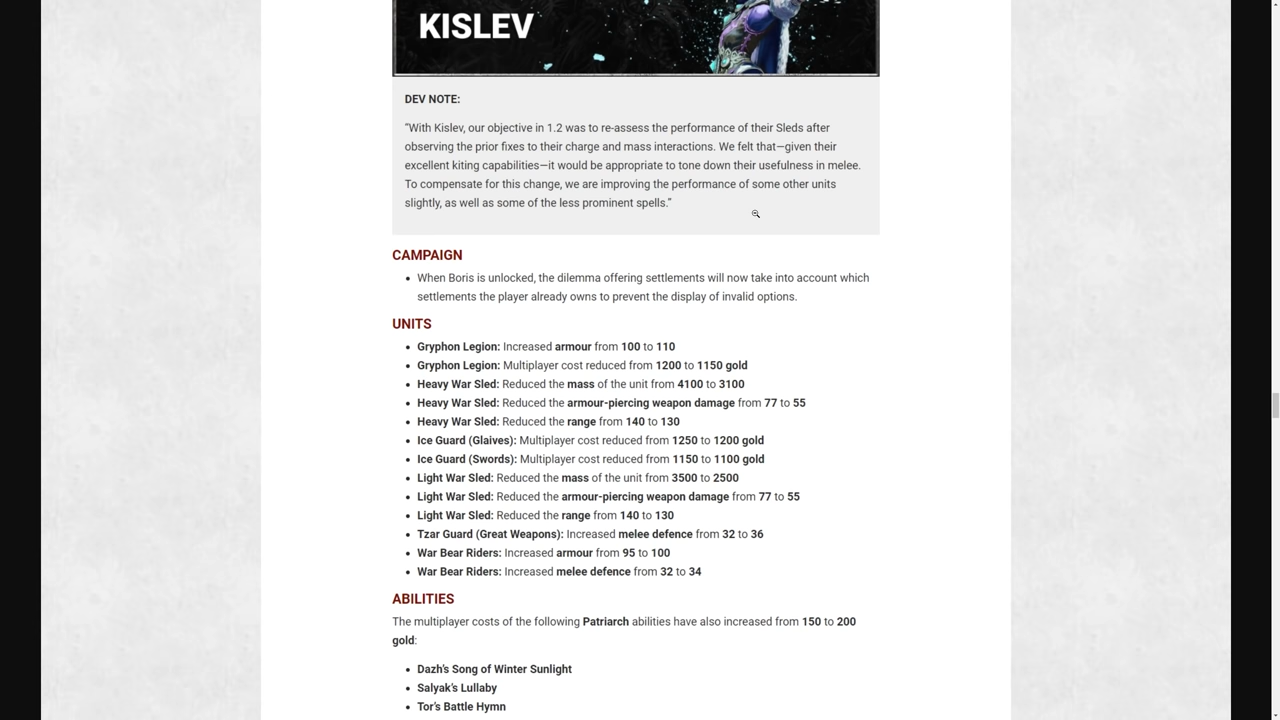 KISLEV
DEV NOTE:
“With Kislev, our objective in 1.2 was to re-assess the performance of their Sleds after
observing the prior fixes to their charge and mass interactions. We felt that—given their
excellent kiting capabilities—it would be appropriate to tone down their usefulness in melee.
To compensate for this change, we are improving the performance of some other units
slightly, as well as some of the less prominent spells.”
CAMPAIGN
• When Boris is unlocked, the dilemma offering settlements will now take into account which
settlements the player already owns to prevent the display of invalid options.
UNITS
• Gryphon Legion: Increased armour from 100 to 110
• Gryphon Legion: Multiplayer cost reduced from 1200 to 1150 gold
• Heavy War Sled: Reduced the mass of the unit from 4100 to 3100
• Heavy War Sled: Reduced the armour-piercing weapon damage from 77 to 55
• Heavy War Sled: Reduced the range from 140 to 130
• Ice Guard (Glaives): Multiplayer cost reduced from 1250 to 1200 gold
• Ice Guard (Swords): Multiplayer cost reduced from 1150 to 1100 gold
• Light War Sled: Reduced the mass of the unit from 3500 to 2500
• Light War Sled: Reduced the armour-piercing weapon damage from 77 to 55
• Light War Sled: Reduced the range from 140 to 130
• Tzar Guard (Great Weapons): Increased melee defence from 32 to 36
• War Bear Riders: Increased armour from 95 to 100
• War Bear Riders: Increased melee defence from 32 to 34
ABILITIES
The multiplayer costs of the following Patriarch abilities have also increased from 150 to 200
gold:
• Dazh’s Song of Winter Sunlight
• Salyak’s Lullaby
• Tor’s Battle Hymn